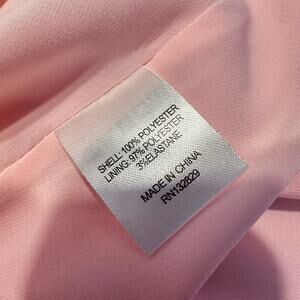 SHELL: 100% POLYESTER
LINING: 97% POLYESTER
3%ELASTANE
MADE IN CHINA
RN132829